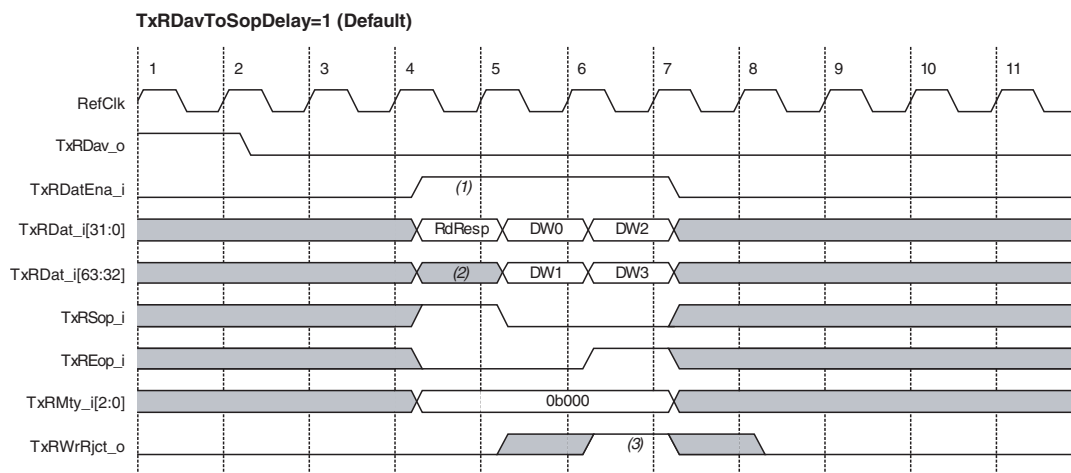 TxRDavToSopDelay=1 (Default)
1 2 3 4 5 6 7 8 9 10 11
RefClk
TxRDav_o
TxRDatEna_i (1)
TxRDat_i[31:0] RdResp DW0 DW2
TxRDat_i[63:32] (2) DW1 DW3
TxRSop_i
TxREop_i
TxRMty_i[2:0] 0b000
TxRWrRjct_o (3)